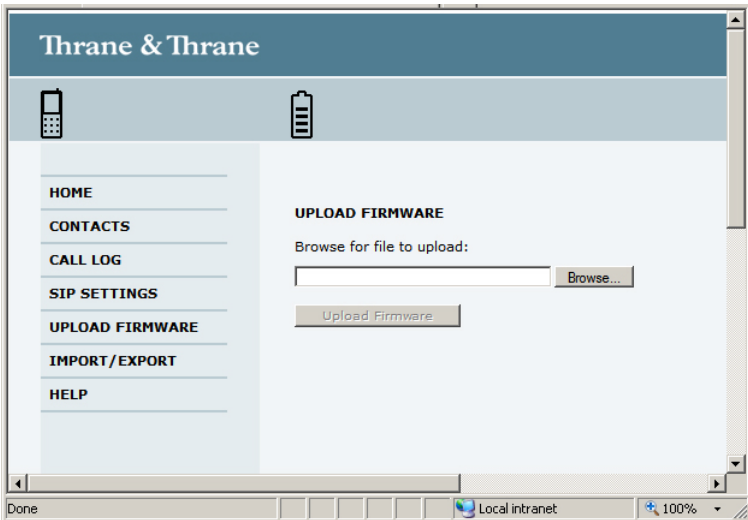 Thrane & Thrane
HOME
CONTACTS
CALL LOG
SIP SETTINGS
UPLOAD FIRMWARE
IMPORT/EXPORT
HELP
UPLOAD FIRMWARE
Browse for file to upload:
Browse...
Upload Firmware
Done
Local intranet
100%